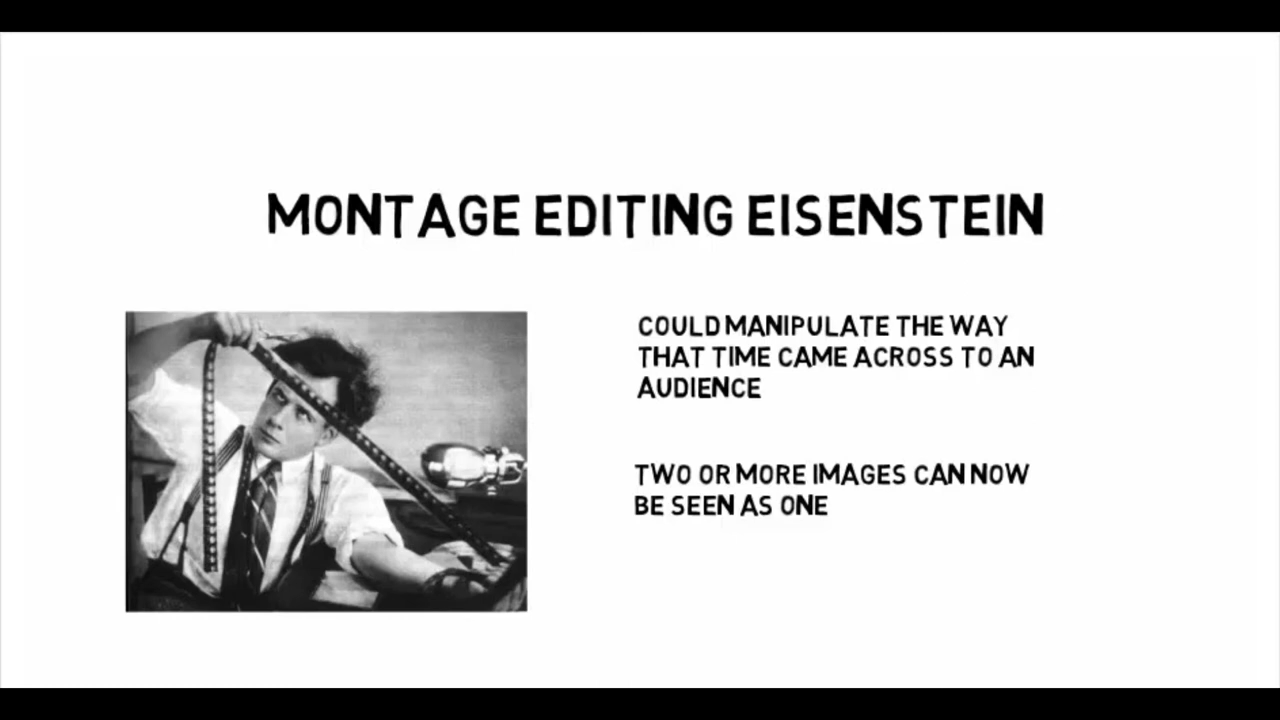 MONTAGE EDITING EISENSTEIN
COULD MANIPULATE THE WAY
THAT TIME CAME ACROSS TO AN
AUDIENCE
TWO OR MORE IMAGES CAN NOW
BE SEEN AS ONE